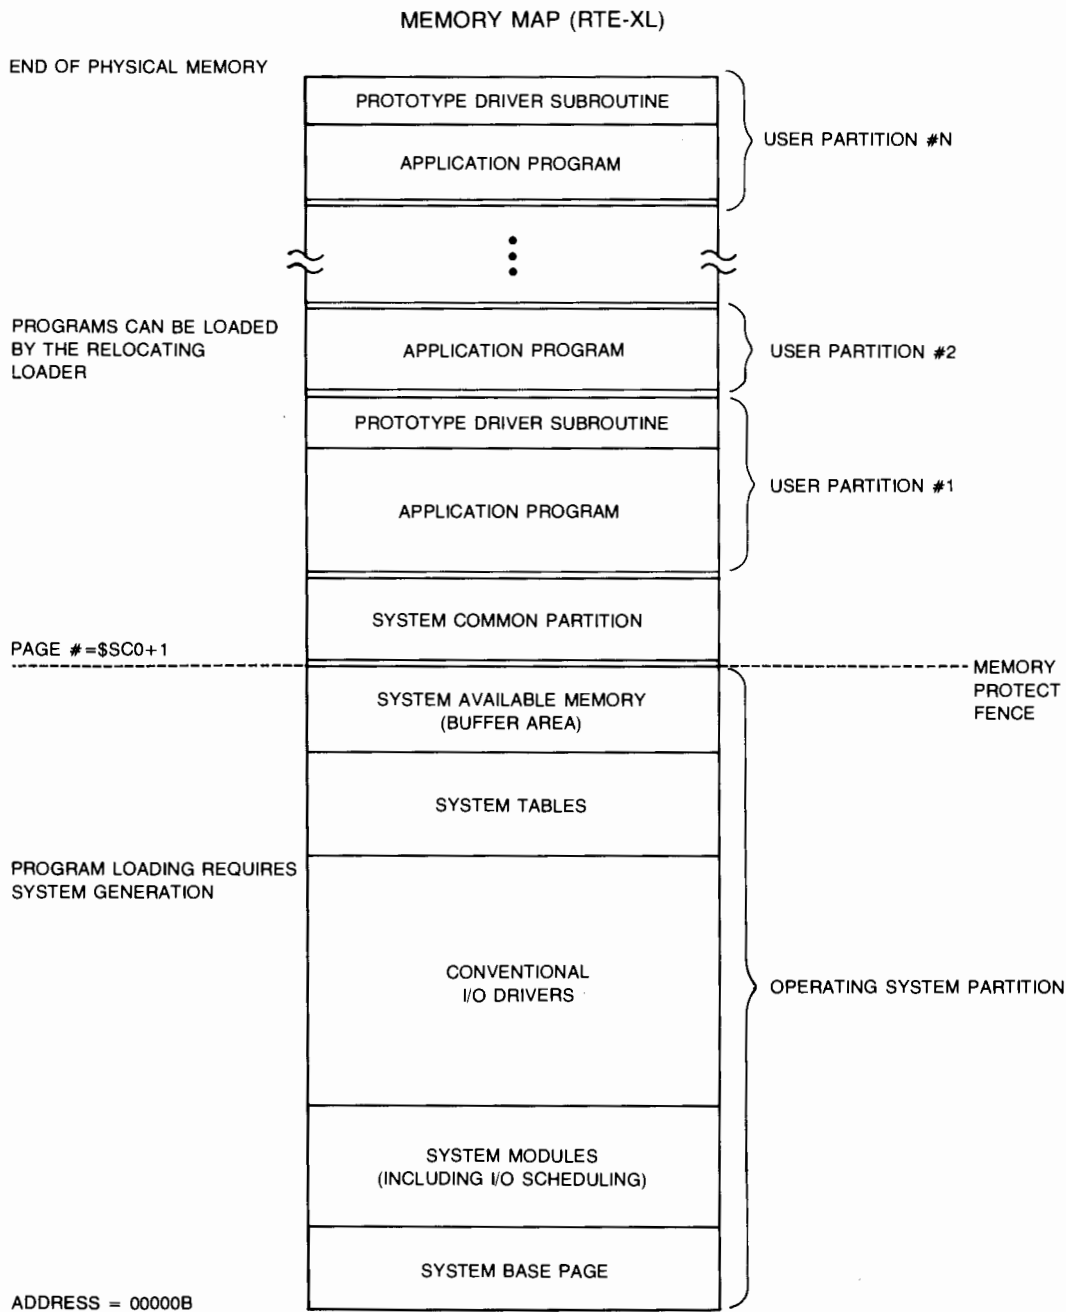 MEMORY MAP (RTE-XL)
END OF PHYSICAL MEMORY
PROTOTYPE DRIVER SUBROUTINE
APPLICATION PROGRAM
USER PARTITION #N
PROGRAMS CAN BE LOADED
BY THE RELOCATING
LOADER
APPLICATION PROGRAM
USER PARTITION #2
PROTOTYPE DRIVER SUBROUTINE
APPLICATION PROGRAM
USER PARTITION #1
SYSTEM COMMON PARTITION
PAGE #=$SC0+1
MEMORY
PROTECT
FENCE
SYSTEM AVAILABLE MEMORY
(BUFFER AREA)
SYSTEM TABLES
PROGRAM LOADING REQUIRES
SYSTEM GENERATION
CONVENTIONAL
I/O DRIVERS
OPERATING SYSTEM PARTITION
SYSTEM MODULES
(INCLUDING I/O SCHEDULING)
SYSTEM BASE PAGE
ADDRESS = 00000B